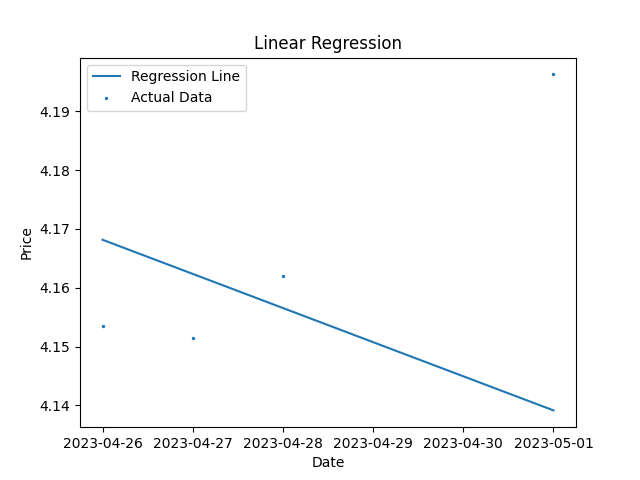 Linear Regression
Regression Line
Actual Data
4.19
4.18
4.17
4.16
4.15
4.14
Price
2023-04-26 2023-04-27 2023-04-28 2023-04-29 2023-04-30 2023-05-01
Date